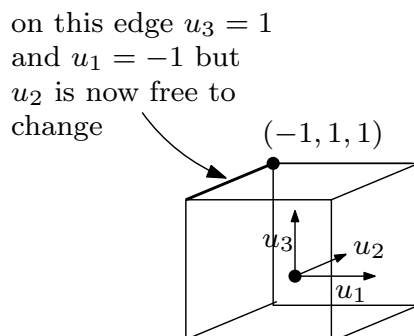 on this edge u₃ = 1
and u₁ = −1 but
u₂ is now free to
change
(−1, 1, 1)
u₃
u₂
u₁